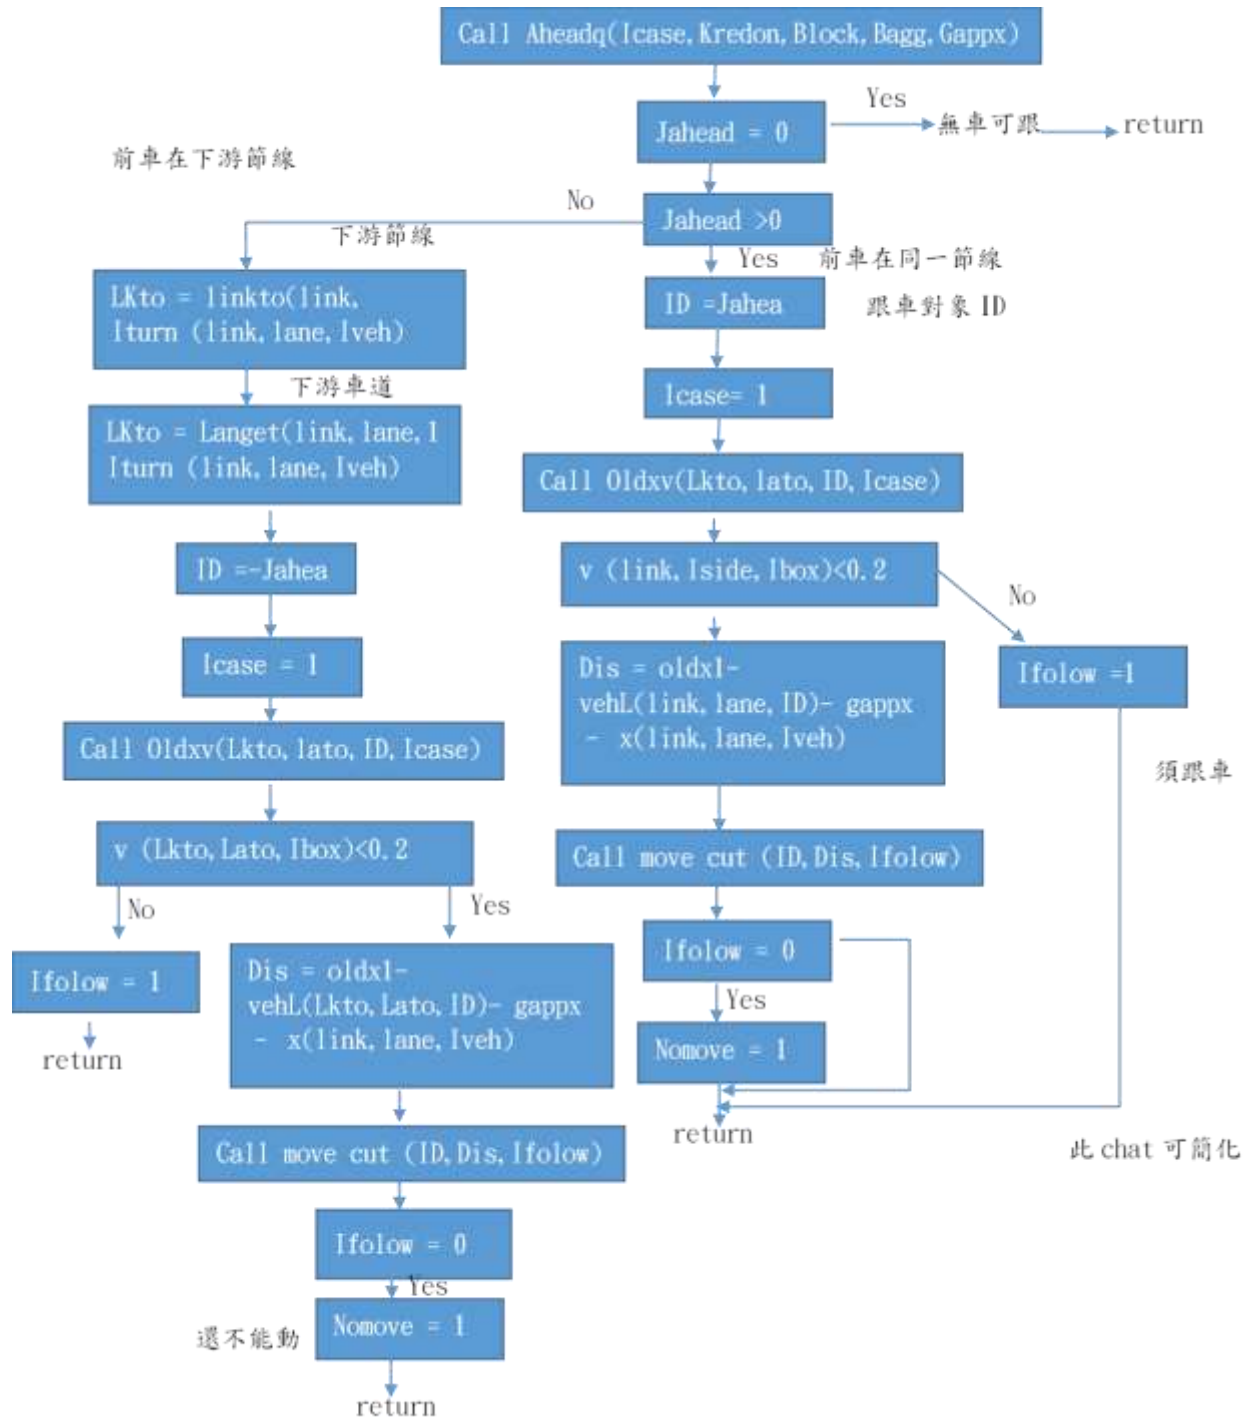 Call Aheadq(Icase,Kredon,Block,Bagg,Gappx)
Jahead = 0
Yes
無車可跟
return
前車在下游節線
Jahead >0
No
下游節線
Yes
前車在同一節線
LKto = linkto(link,
Iturn (link,lane,Iveh)
ID =Jahea
跟車對象 ID
下游車道
Icase= 1
LKto = Langet(link,lane,I
Iturn (link,lane,Iveh)
Call Oldxv(Lkto,lato,ID,Icase)
ID =-Jahea
v (link,Iside,Ibox)<0.2
No
Icase = 1
Dis = oldx1-
vehL(link,lane,ID)- gappx
- x(link,lane,Iveh)
Ifolow =1
Call Oldxv(Lkto,lato,ID,Icase)
須跟車
v (Lkto,Lato,Ibox)<0.2
Call move cut (ID,Dis,Ifolow)
No
Yes
Ifolow = 1
return
Dis = oldx1-
vehL(Lkto,Lato,ID)- gappx
- x(link,lane,Iveh)
Ifolow = 0
Yes
Nomove = 1
return
Call move cut (ID,Dis,Ifolow)
此 chat 可簡化
Ifolow = 0
Yes
還不能動
Nomove = 1
return